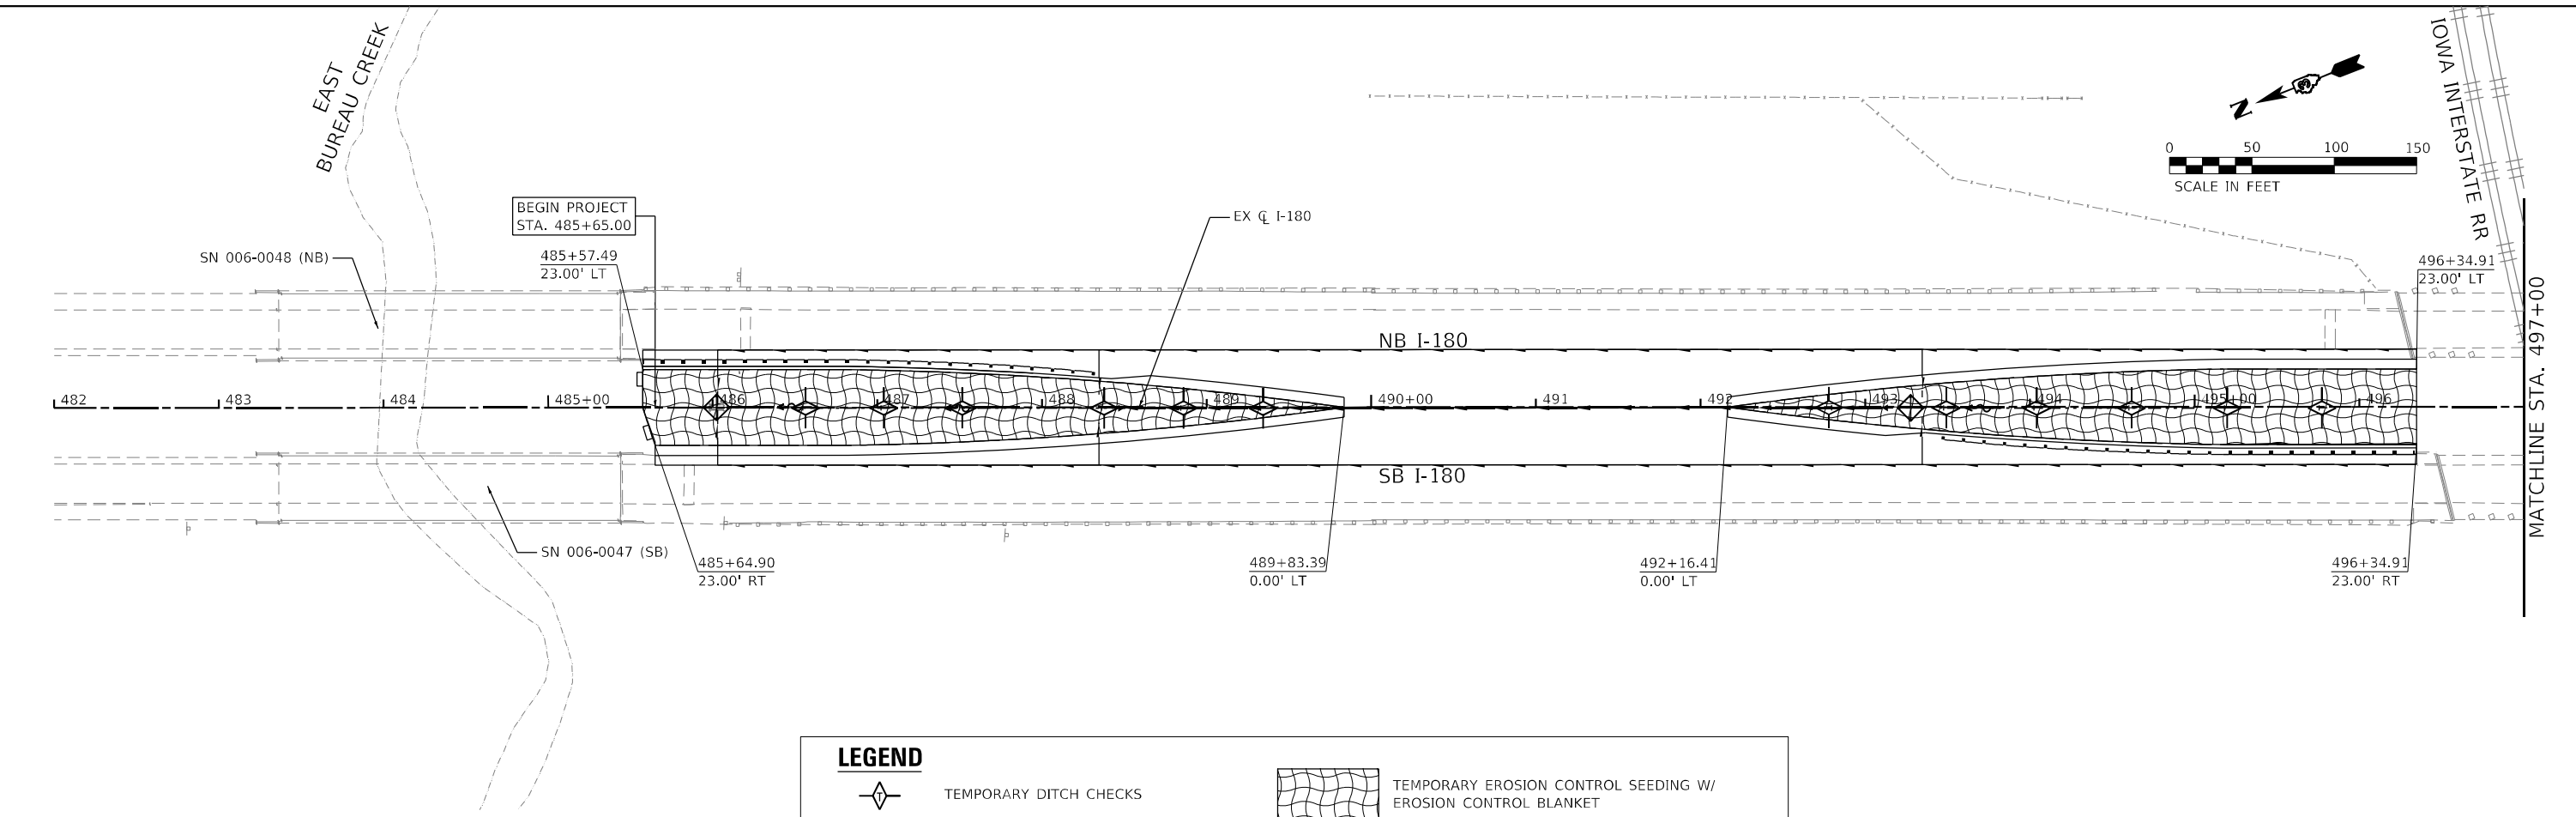 EAST
BUREAU CREEK
IOWA INTERSTATE RR
N
0 50 100 150
SCALE IN FEET
BEGIN PROJECT
STA. 485+65.00
EX ℄ I-180
SN 006-0048 (NB)
485+57.49
23.00' LT
496+34.91
23.00' LT
MATCHLINE STA. 497+00
NB I-180
482 483 484 485+00 486 487 488 489 490+00 491 492 493 494 495+00 496
SB I-180
SN 006-0047 (SB)
485+64.90
23.00' RT
489+83.39
0.00' LT
492+16.41
0.00' LT
496+34.91
23.00' RT
LEGEND
T
TEMPORARY DITCH CHECKS
TEMPORARY EROSION CONTROL SEEDING W/
EROSION CONTROL BLANKET